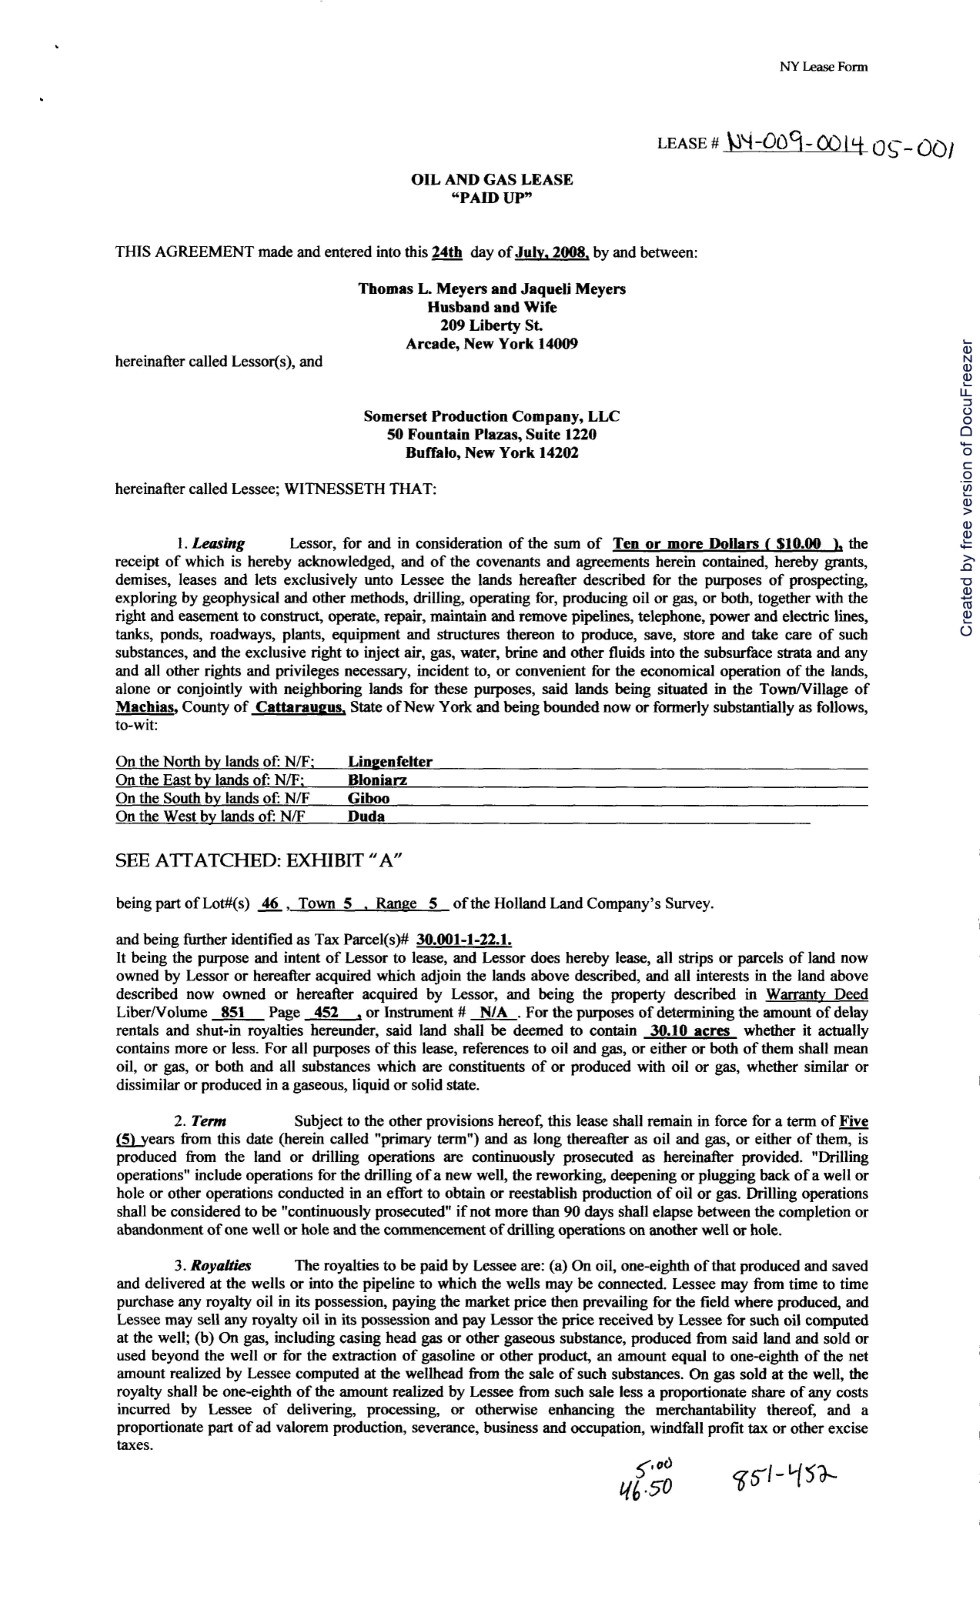 NY Lease Form
LEASE # NY-009-0014 05-001
OIL AND GAS LEASE
“PAID UP”
THIS AGREEMENT made and entered into this 24th day of July, 2008, by and between:
Thomas L. Meyers and Jaqueli Meyers
Husband and Wife
209 Liberty St.
Arcade, New York 14009
hereinafter called Lessor(s), and
Somerset Production Company, LLC
50 Fountain Plazas, Suite 1220
Buffalo, New York 14202
hereinafter called Lessee; WITNESSETH THAT:
1. Leasing Lessor, for and in consideration of the sum of Ten or more Dollars ( $10.00 ), the
receipt of which is hereby acknowledged, and of the covenants and agreements herein contained, hereby grants,
demises, leases and lets exclusively unto Lessee the lands hereafter described for the purposes of prospecting,
exploring by geophysical and other methods, drilling, operating for, producing oil or gas, or both, together with the
right and easement to construct, operate, repair, maintain and remove pipelines, telephone, power and electric lines,
tanks, ponds, roadways, plants, equipment and structures thereon to produce, save, store and take care of such
substances, and the exclusive right to inject air, gas, water, brine and other fluids into the subsurface strata and any
and all other rights and privileges necessary, incident to, or convenient for the economical operation of the lands,
alone or conjointly with neighboring lands for these purposes, said lands being situated in the Town/Village of
Machias, County of Cattaraugus, State of New York and being bounded now or formerly substantially as follows,
to-wit:
On the North by lands of: N/F; Lingenfelter
On the East by lands of: N/F; Bloniarz
On the South by lands of: N/F Giboo
On the West by lands of: N/F Duda
SEE ATTATCHED: EXHIBIT “A”
being part of Lot#(s) 46 , Town 5 , Range 5 of the Holland Land Company’s Survey.
and being further identified as Tax Parcel(s)# 30.001-1-22.1.
It being the purpose and intent of Lessor to lease, and Lessor does hereby lease, all strips or parcels of land now
owned by Lessor or hereafter acquired which adjoin the lands above described, and all interests in the land above
described now owned or hereafter acquired by Lessor, and being the property described in Warranty Deed
Liber/Volume 851 Page 452 , or Instrument # N/A . For the purposes of determining the amount of delay
rentals and shut-in royalties hereunder, said land shall be deemed to contain 30.10 acres whether it actually
contains more or less. For all purposes of this lease, references to oil and gas, or either or both of them shall mean
oil, or gas, or both and all substances which are constituents of or produced with oil or gas, whether similar or
dissimilar or produced in a gaseous, liquid or solid state.
2. Term Subject to the other provisions hereof, this lease shall remain in force for a term of Five
(5) years from this date (herein called "primary term") and as long thereafter as oil and gas, or either of them, is
produced from the land or drilling operations are continuously prosecuted as hereinafter provided. "Drilling
operations" include operations for the drilling of a new well, the reworking, deepening or plugging back of a well or
hole or other operations conducted in an effort to obtain or reestablish production of oil or gas. Drilling operations
shall be considered to be "continuously prosecuted" if not more than 90 days shall elapse between the completion or
abandonment of one well or hole and the commencement of drilling operations on another well or hole.
3. Royalties The royalties to be paid by Lessee are: (a) On oil, one-eighth of that produced and saved
and delivered at the wells or into the pipeline to which the wells may be connected. Lessee may from time to time
purchase any royalty oil in its possession, paying the market price then prevailing for the field where produced, and
Lessee may sell any royalty oil in its possession and pay Lessor the price received by Lessee for such oil computed
at the well; (b) On gas, including casing head gas or other gaseous substance, produced from said land and sold or
used beyond the well or for the extraction of gasoline or other product, an amount equal to one-eighth of the net
amount realized by Lessee computed at the wellhead from the sale of such substances. On gas sold at the well, the
royalty shall be one-eighth of the amount realized by Lessee from such sale less a proportionate share of any costs
incurred by Lessee of delivering, processing, or otherwise enhancing the merchantability thereof, and a
proportionate part of ad valorem production, severance, business and occupation, windfall profit tax or other excise
taxes.
5.00
46.50
851-452
Created by free version of DocuFreezer